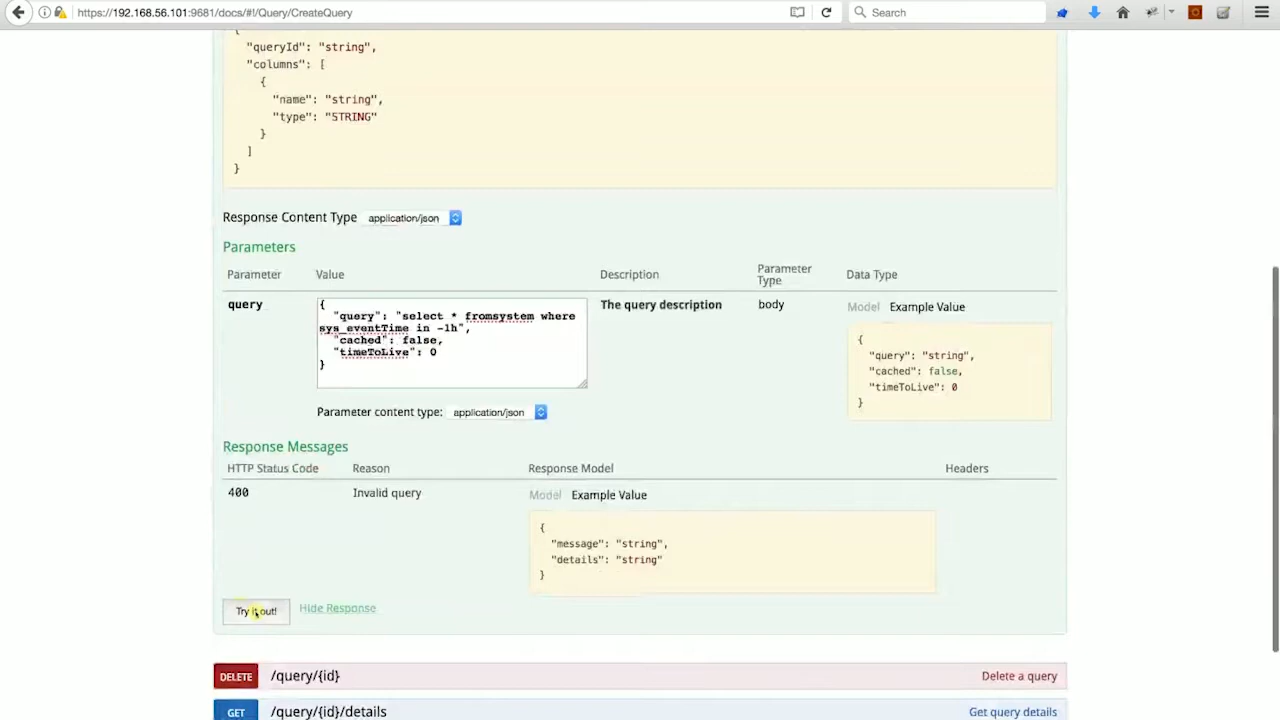 https://192.168.56.101:9681/docs/#!/Query/CreateQuery
Search
{
"queryId": "string",
"columns": [
{
"name": "string",
"type": "STRING"
}
]
}
Response Content Type application/json
Parameters
Parameter Value Description Parameter Type Data Type
query
{
"query": "select * fromsystem where
sys_eventTime in -1h",
"cached": false,
"timeToLive": 0
}
The query description
body
Model Example Value
{
"query": "string",
"cached": false,
"timeToLive": 0
}
Parameter content type: application/json
Response Messages
HTTP Status Code Reason Response Model Headers
400 Invalid query Model Example Value
{
"message": "string",
"details": "string"
}
Try it out! Hide Response
DELETE /query/{id} Delete a query
GET /query/{id}/details Get query details